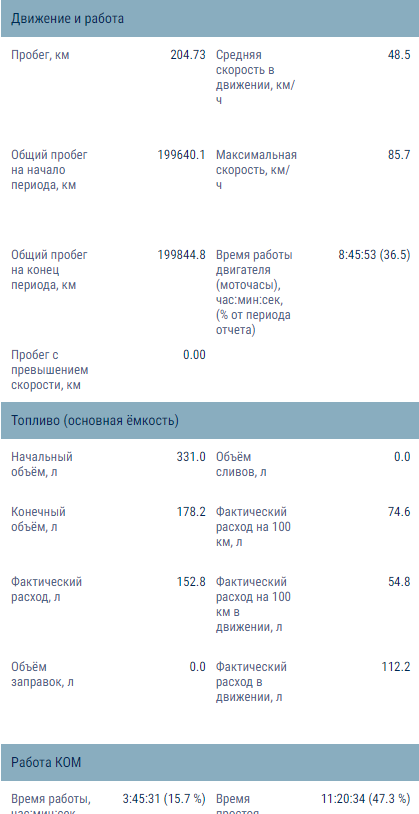 Движение и работа
Пробег, км 204.73 Средняя 48.5
скорость в
движении, км/
ч
Общий пробег 199640.1 Максимальная 85.7
на начало скорость, км/
периода, км ч
Общий пробег 199844.8 Время работы 8:45:53 (36.5)
на конец двигателя
периода, км (моточасы),
час:мин:сек,
(% от периода
отчета)
Пробег с 0.00
превышением
скорости, км
Топливо (основная ёмкость)
Начальный 331.0 Объём 0.0
объём, л сливов, л
Конечный 178.2 Фактический 74.6
объём, л расход на 100
км, л
Фактический 152.8 Фактический 54.8
расход, л расход на 100
км в
движении, л
Объём 0.0 Фактический 112.2
заправок, л расход в
движении, л
Работа КОМ
Время работы, 3:45:31 (15.7 %) Время 11:20:34 (47.3 %)
час:мин:сек простоя